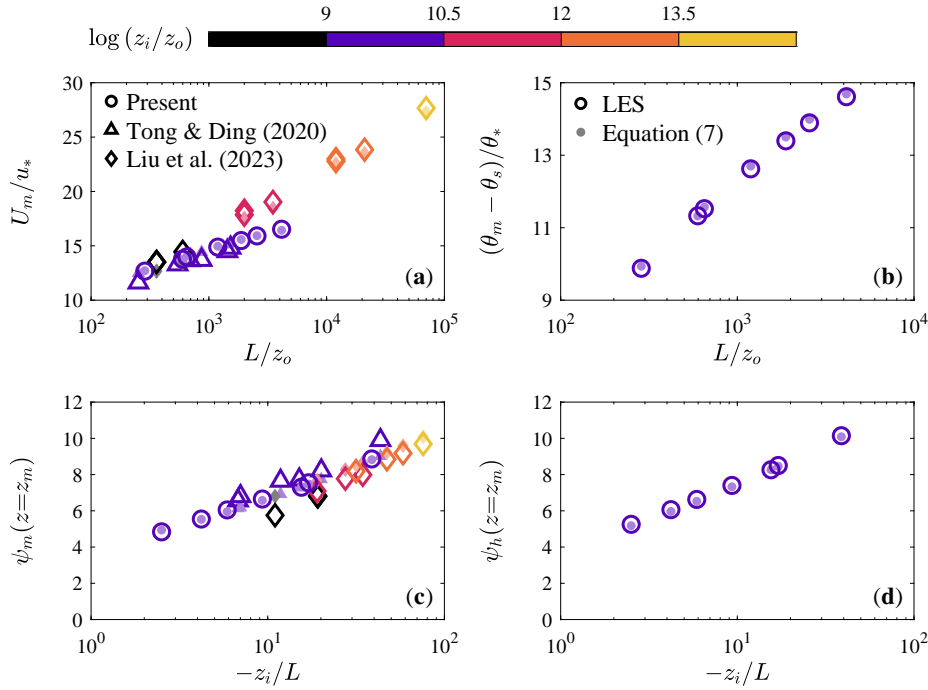 9 10.5 12 13.5
log (z_i/z_o)
30
25
20
15
10
U_m/u_*
Present
Tong & Ding (2020)
Liu et al. (2023)
(a)
10^2 10^3 10^4 10^5
L/z_o
15
13
11
9
(θ_m − θ_s)/θ_*
LES
Equation (7)
(b)
10^2 10^3 10^4
L/z_o
12
10
8
6
4
2
0
ψ_m(z=z_m)
(c)
10^0 10^1 10^2
−z_i/L
12
10
8
6
4
2
0
ψ_h(z=z_m)
(d)
10^0 10^1 10^2
−z_i/L